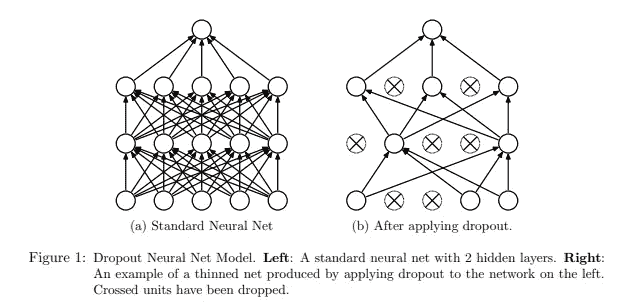 (a) Standard Neural Net
(b) After applying dropout.
Figure 1: Dropout Neural Net Model. Left: A standard neural net with 2 hidden layers. Right:
An example of a thinned net produced by applying dropout to the network on the left.
Crossed units have been dropped.